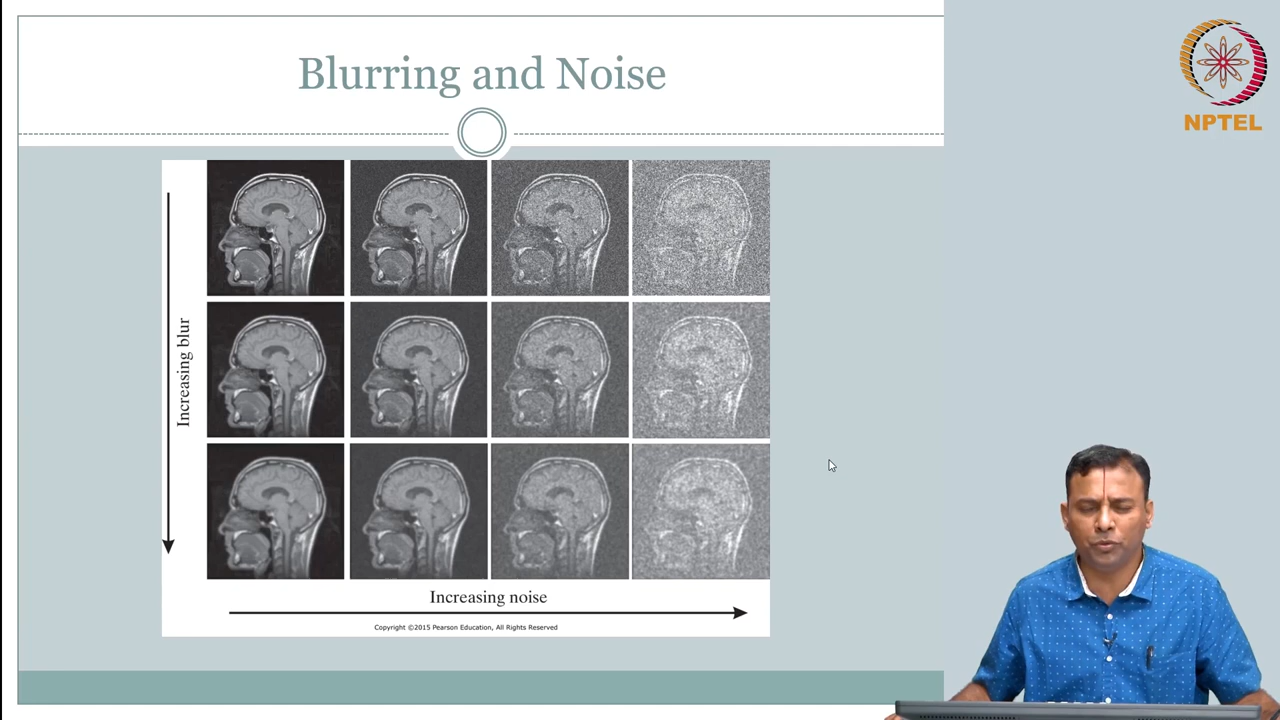 Blurring and Noise
NPTEL
Increasing blur
Increasing noise
Copyright ©2015 Pearson Education, All Rights Reserved